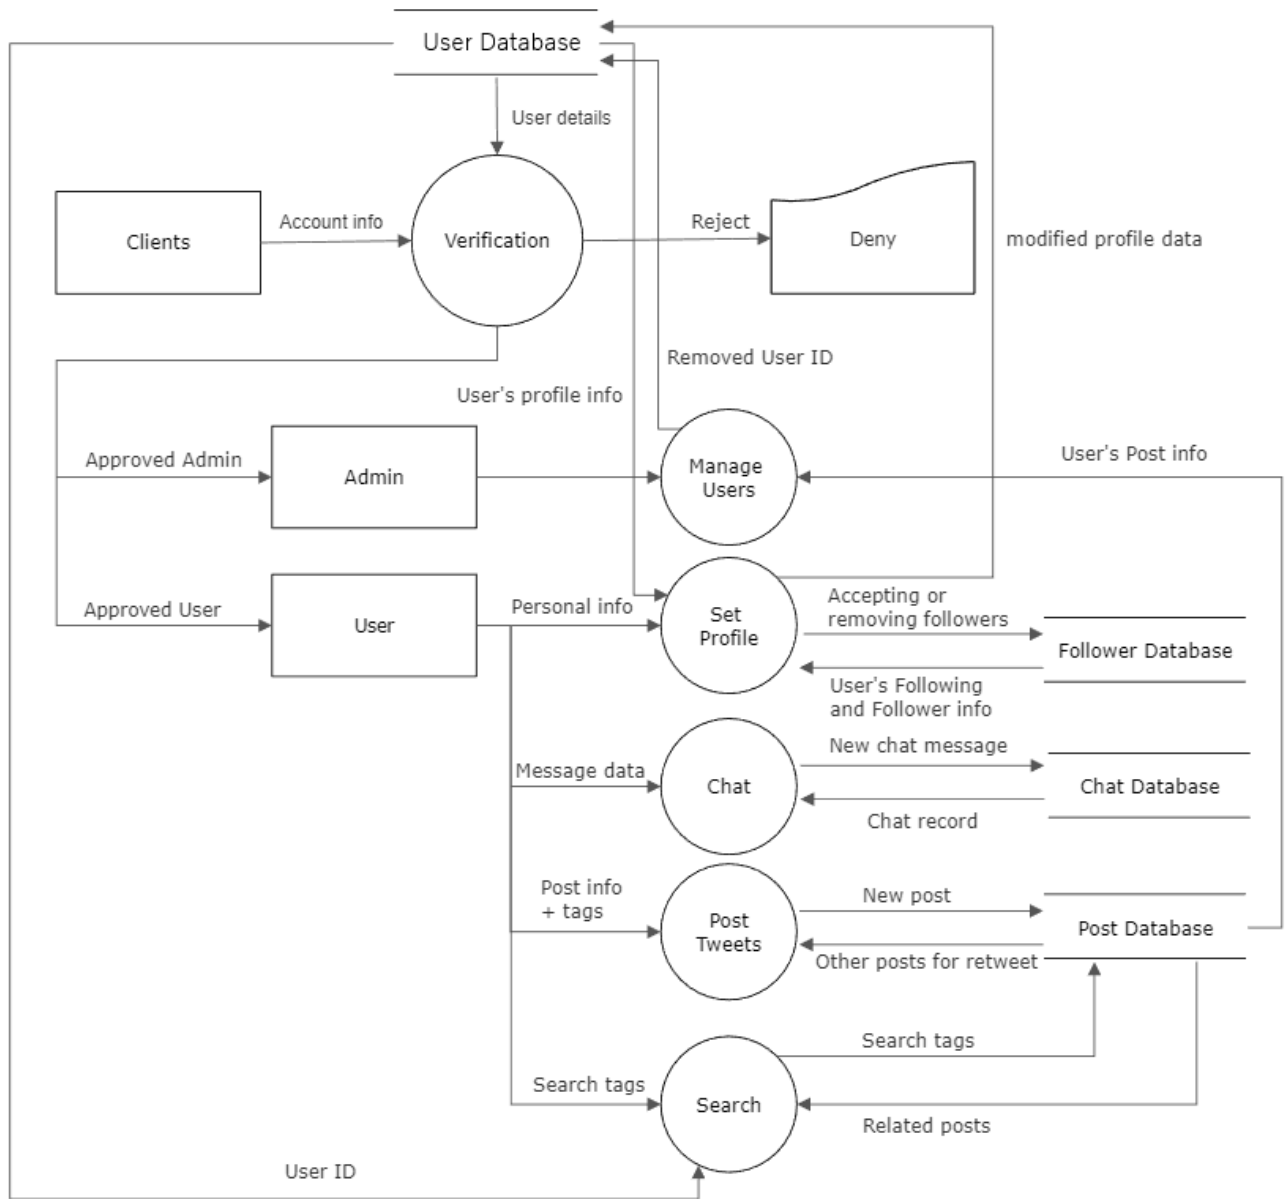 User Database
User details
Clients
Account info
Verification
Reject
Deny
modified profile data
Removed User ID
User's profile info
Approved Admin
Admin
Manage
Users
User's Post info
Approved User
User
Personal info
Set
Profile
Accepting or
removing followers
Follower Database
User's Following
and Follower info
New chat message
Message data
Chat
Chat Database
Chat record
Post info
+ tags
Post
Tweets
New post
Post Database
Other posts for retweet
Search tags
Search tags
Search
Related posts
User ID